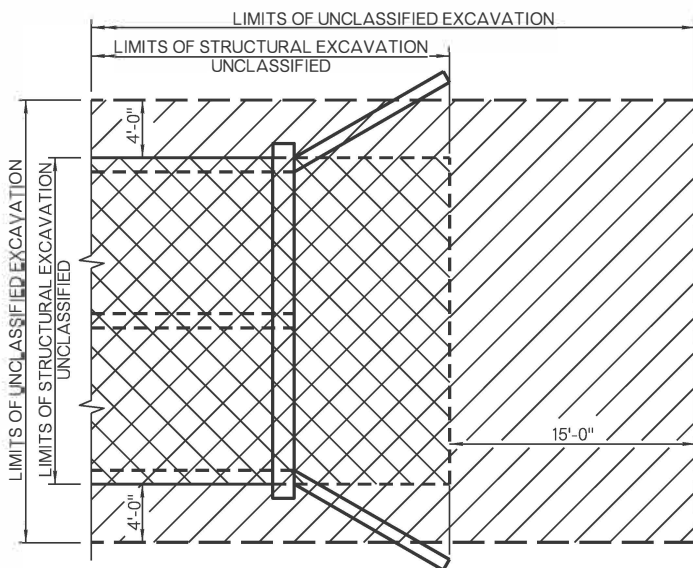 LIMITS OF UNCLASSIFIED EXCAVATION
LIMITS OF STRUCTURAL EXCAVATION
UNCLASSIFIED
4'-0"
LIMITS OF UNCLASSIFIED EXCAVATION
LIMITS OF STRUCTURAL EXCAVATION
UNCLASSIFIED
15'-0"
4'-0"